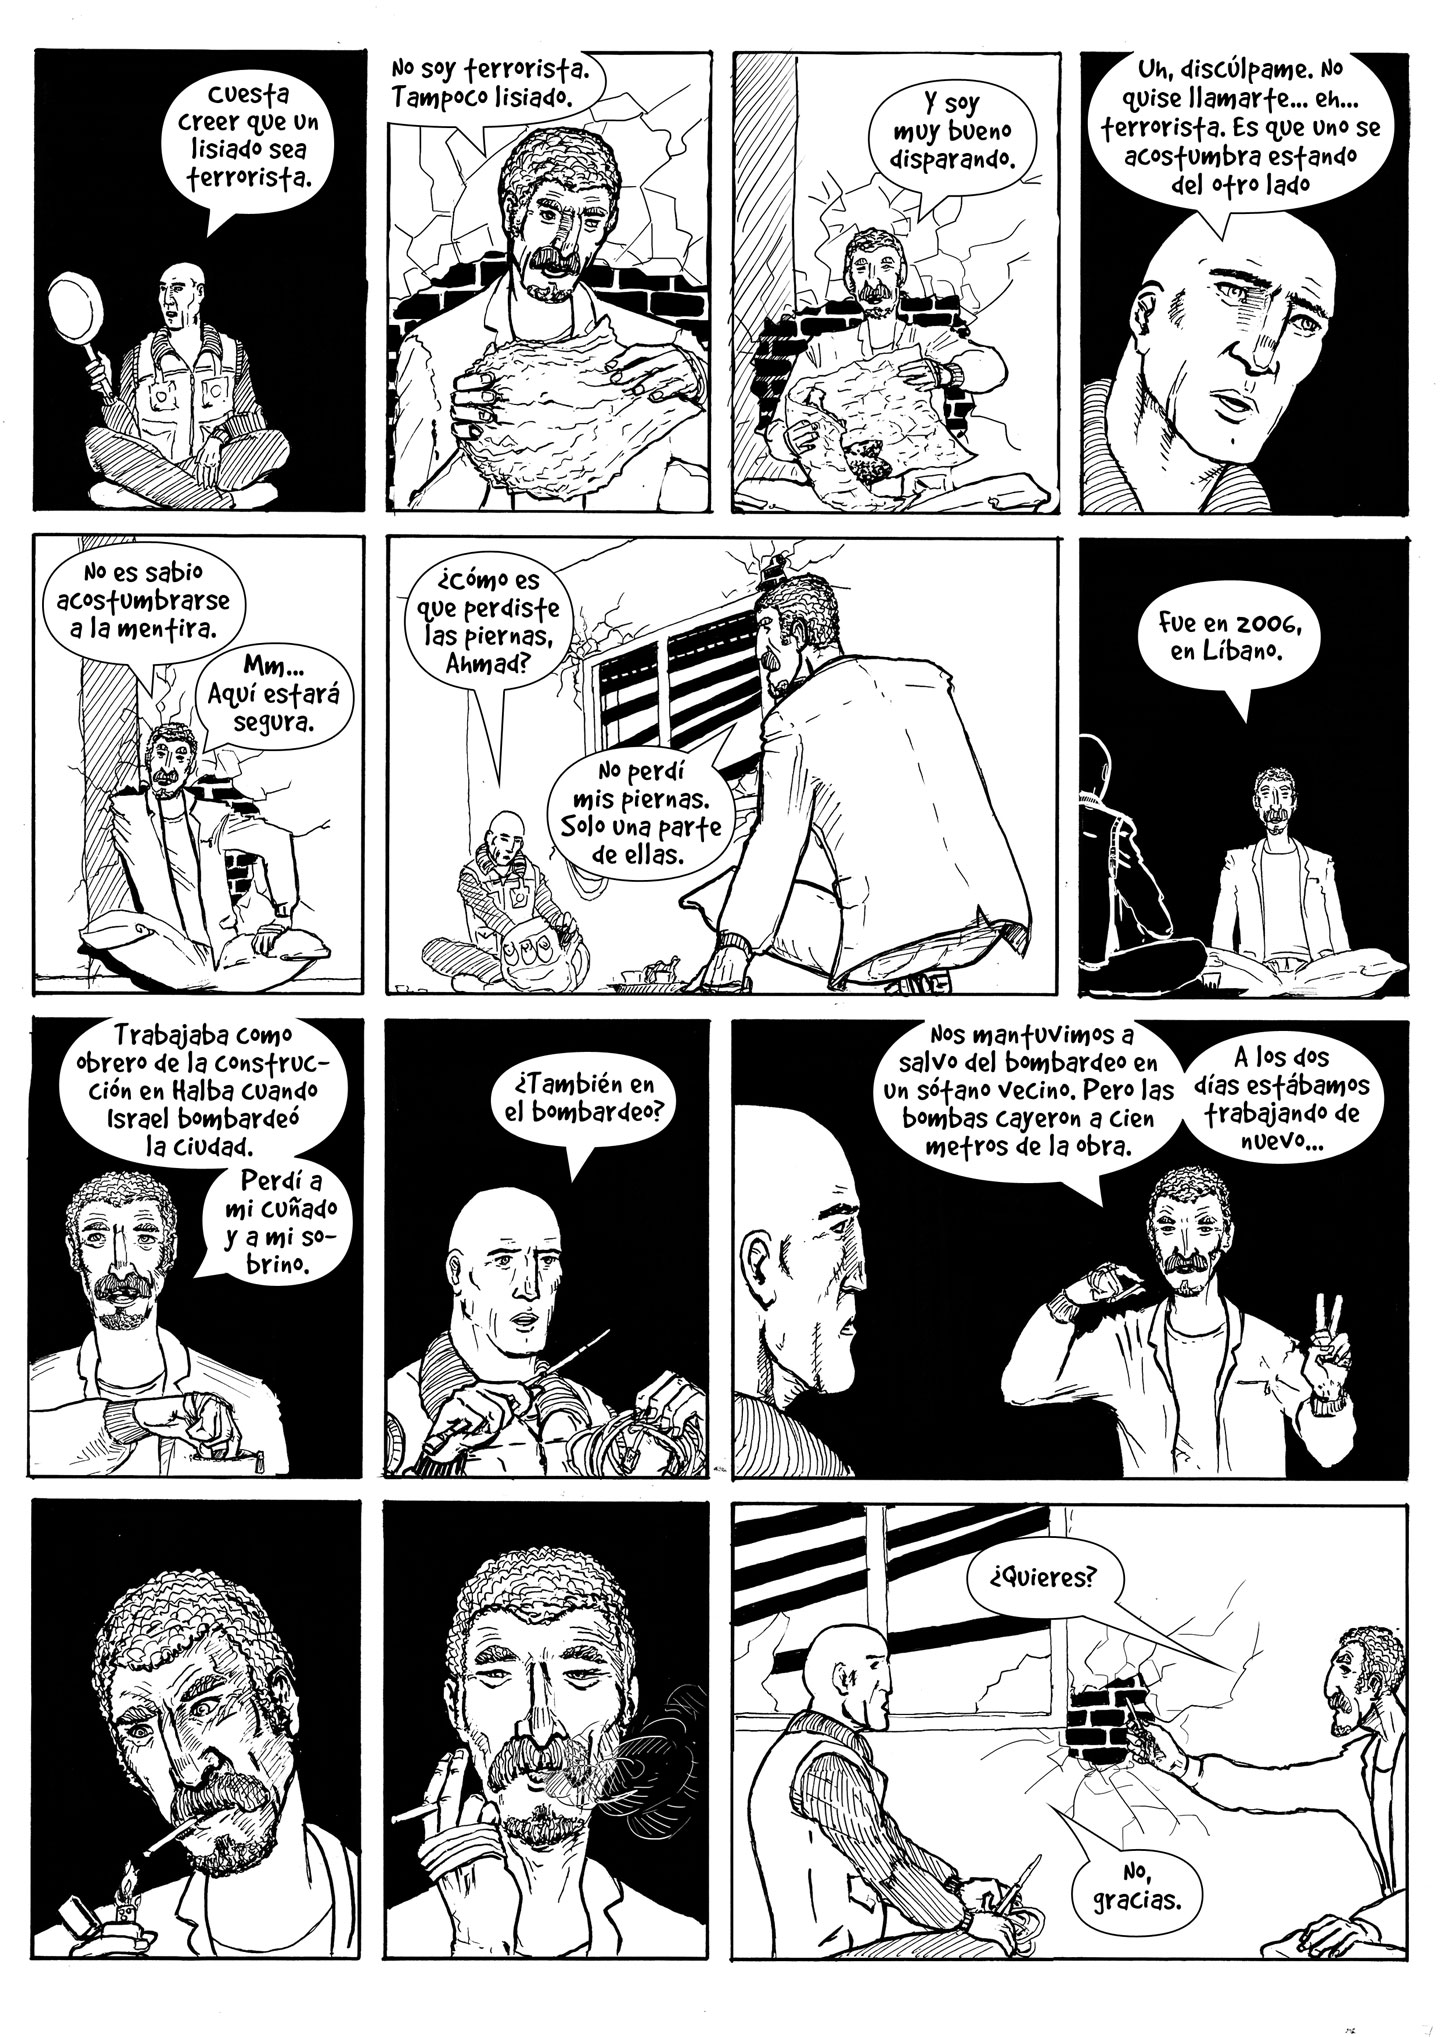 Cuesta
creer que un
lisiado sea
terrorista.
No soy terrorista.
Tampoco lisiado.
Y soy
muy bueno
disparando.
Uh, discúlpame. No
quise llamarte... eh...
terrorista. Es que uno se
acostumbra estando
del otro lado
No es sabio
acostumbrarse
a la mentira.
Mm...
Aquí estará
segura.
¿Cómo es
que perdiste
las piernas,
Ahmad?
No perdí
mis piernas.
Solo una parte
de ellas.
Fue en 2006,
en Líbano.
Trabajaba como
obrero de la construc-
ción en Halba cuando
Israel bombardeó
la ciudad.
Perdí a
mi cuñado
y a mi so-
brino.
¿También en
el bombardeo?
Nos mantuvimos a
salvo del bombardeo en
un sótano vecino. Pero las
bombas cayeron a cien
metros de la obra.
A los dos
días estábamos
trabajando de
nuevo...
¿Quieres?
No,
gracias.